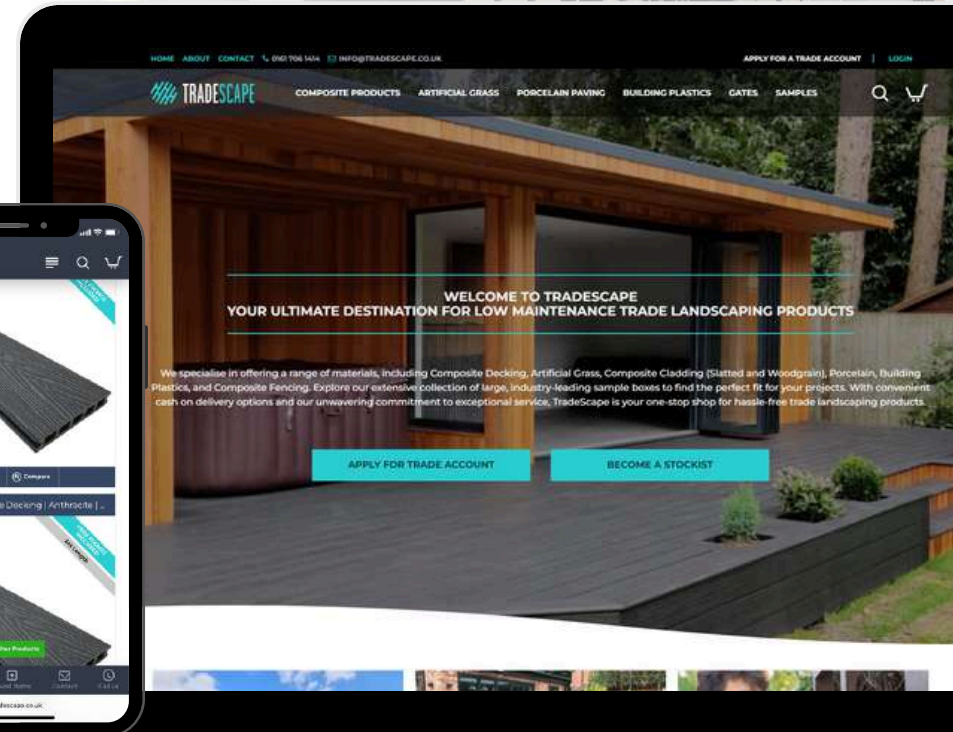 HOME ABOUT CONTACT 0161 706 1414 INFO@TRADESCAPE.CO.UK APPLY FOR A TRADE ACCOUNT | LOGIN
TRADESCAPE COMPOSITE PRODUCTS ARTIFICIAL GRASS PORCELAIN PAVING BUILDING PLASTICS GATES SAMPLES
WELCOME TO TRADESCAPE
YOUR ULTIMATE DESTINATION FOR LOW MAINTENANCE TRADE LANDSCAPING PRODUCTS
We specialise in offering a range of materials, including Composite Decking, Artificial Grass, Composite Cladding (Slatted and Woodgrain), Porcelain, Building
Plastics, and Composite Fencing. Explore our extensive collection of large, industry-leading sample boxes to find the perfect fit for your projects. With convenient
cash on delivery options and our unwavering commitment to exceptional service, TradeScape is your one-stop shop for hassle-free trade landscaping products.
APPLY FOR TRADE ACCOUNT BECOME A STOCKIST
Compare
Decking | Anthracite | ...
Length
Products
Contact Call Us